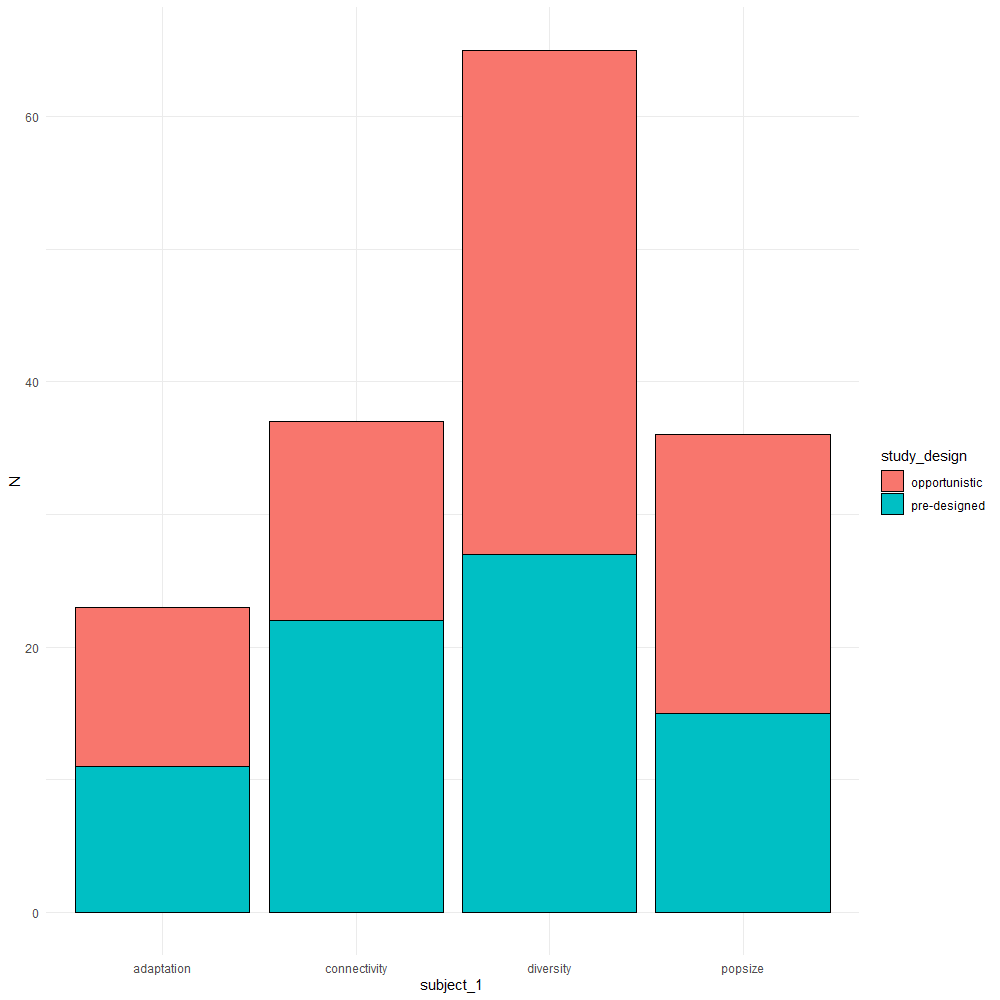 60
40
20
0
N
adaptation
connectivity
diversity
popsize
subject_1
study_design
opportunistic
pre-designed